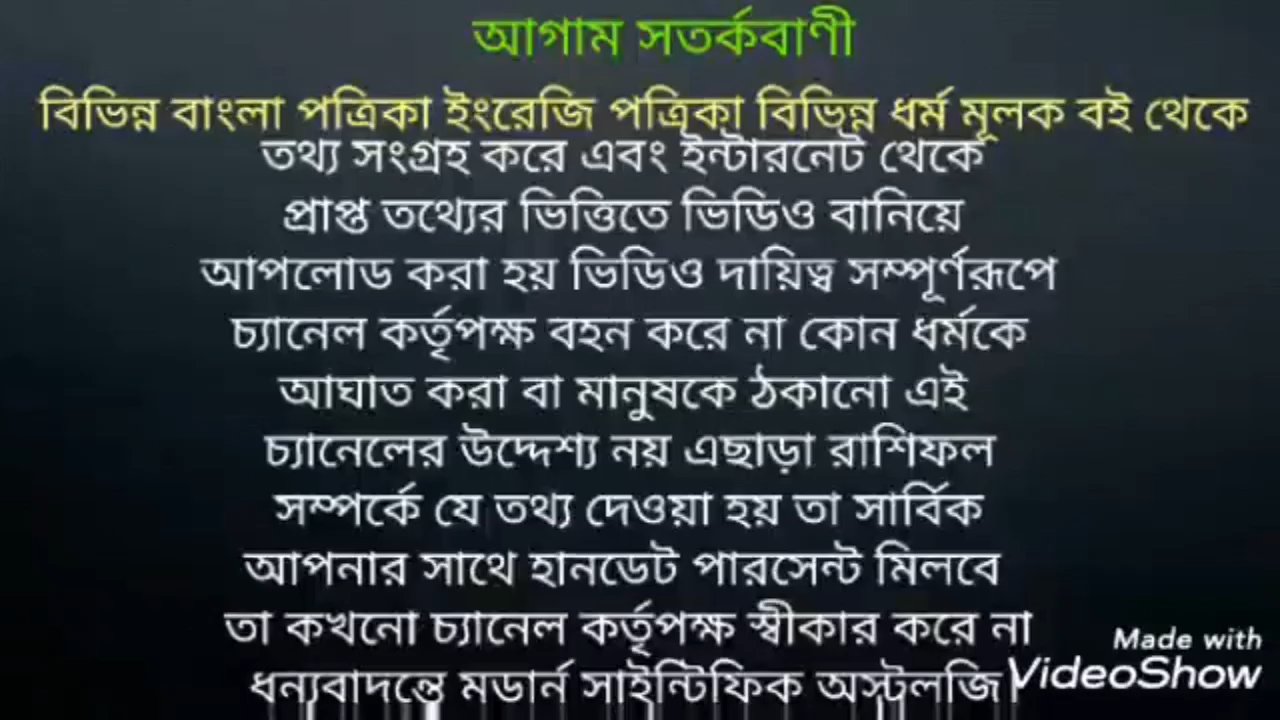 আগাম সতর্কবাণী
বিভিন্ন বাংলা পত্রিকা ইংরেজি পত্রিকা বিভিন্ন ধর্ম মূলক বই থেকে
তথ্য সংগ্রহ করে এবং ইন্টারনেট থেকে
প্রাপ্ত তথ্যের ভিত্তিতে ভিডিও বানিয়ে
আপলোড করা হয় ভিডিও দায়িত্ব সম্পূর্ণরূপে
চ্যানেল কর্তৃপক্ষ বহন করে না কোন ধর্মকে
আঘাত করা বা মানুষকে ঠকানো এই
চ্যানেলের উদ্দেশ্য নয় এছাড়া রাশিফল
সম্পর্কে যে তথ্য দেওয়া হয় তা সার্বিক
আপনার সাথে হানডেট পারসেন্ট মিলবে
তা কখনো চ্যানেল কর্তৃপক্ষ স্বীকার করে না
ধন্যবাদন্তে মডার্ন সাইন্টিফিক অস্ট্রলজি।
Made with
VideoShow